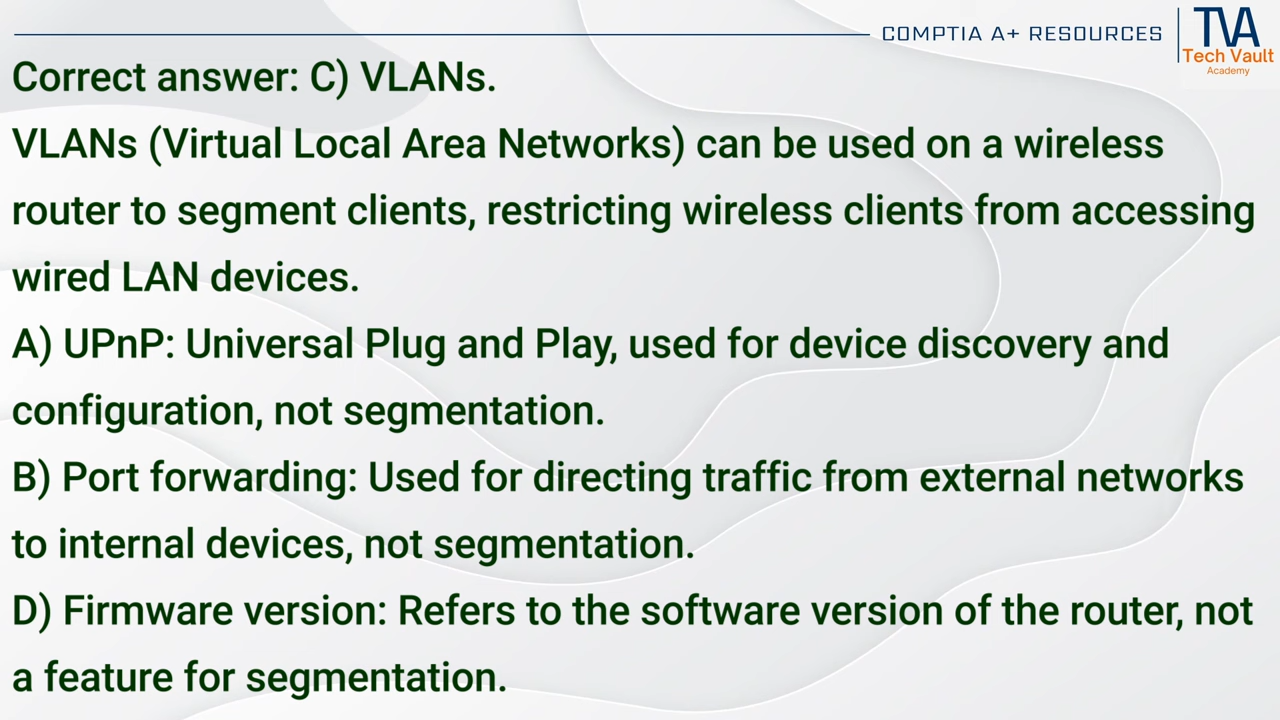 COMPTIA A+ RESOURCES
TVA
Tech Vault
Academy
Correct answer: C) VLANs.
VLANs (Virtual Local Area Networks) can be used on a wireless
router to segment clients, restricting wireless clients from accessing
wired LAN devices.
A) UPnP: Universal Plug and Play, used for device discovery and
configuration, not segmentation.
B) Port forwarding: Used for directing traffic from external networks
to internal devices, not segmentation.
D) Firmware version: Refers to the software version of the router, not
a feature for segmentation.